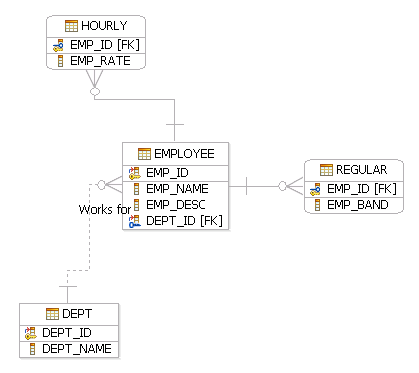 HOURLY
EMP_ID [FK]
EMP_RATE
EMPLOYEE
EMP_ID
EMP_NAME
EMP_DESC
DEPT_ID [FK]
Works for
REGULAR
EMP_ID [FK]
EMP_BAND
DEPT
DEPT_ID
DEPT_NAME